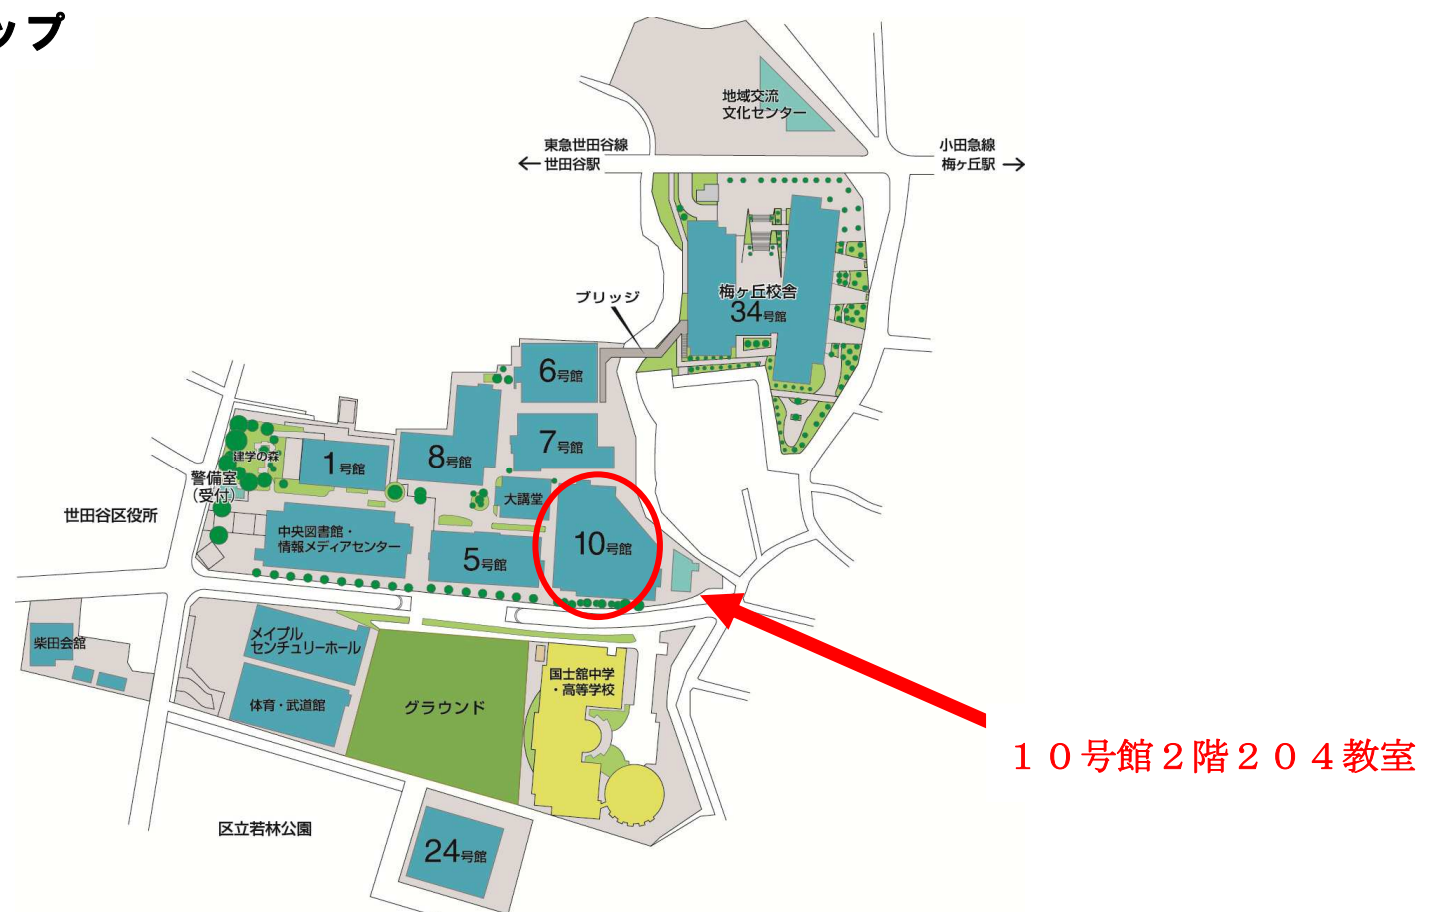 ップ
地域交流
文化センター
東急世田谷線
← 世田谷駅
小田急線
梅ヶ丘駅 →
梅ヶ丘校舎
34号館
ブリッジ
6号館
7号館
8号館
1号館
建学の森
警備室
（受付）
大講堂
世田谷区役所
中央図書館・
情報メディアセンター
5号館
10号館
柴田会舘
メイプル
センチュリーホール
体育・武道館
グラウンド
国士舘中学
・高等学校
１０号館２階２０４教室
区立若林公園
24号館